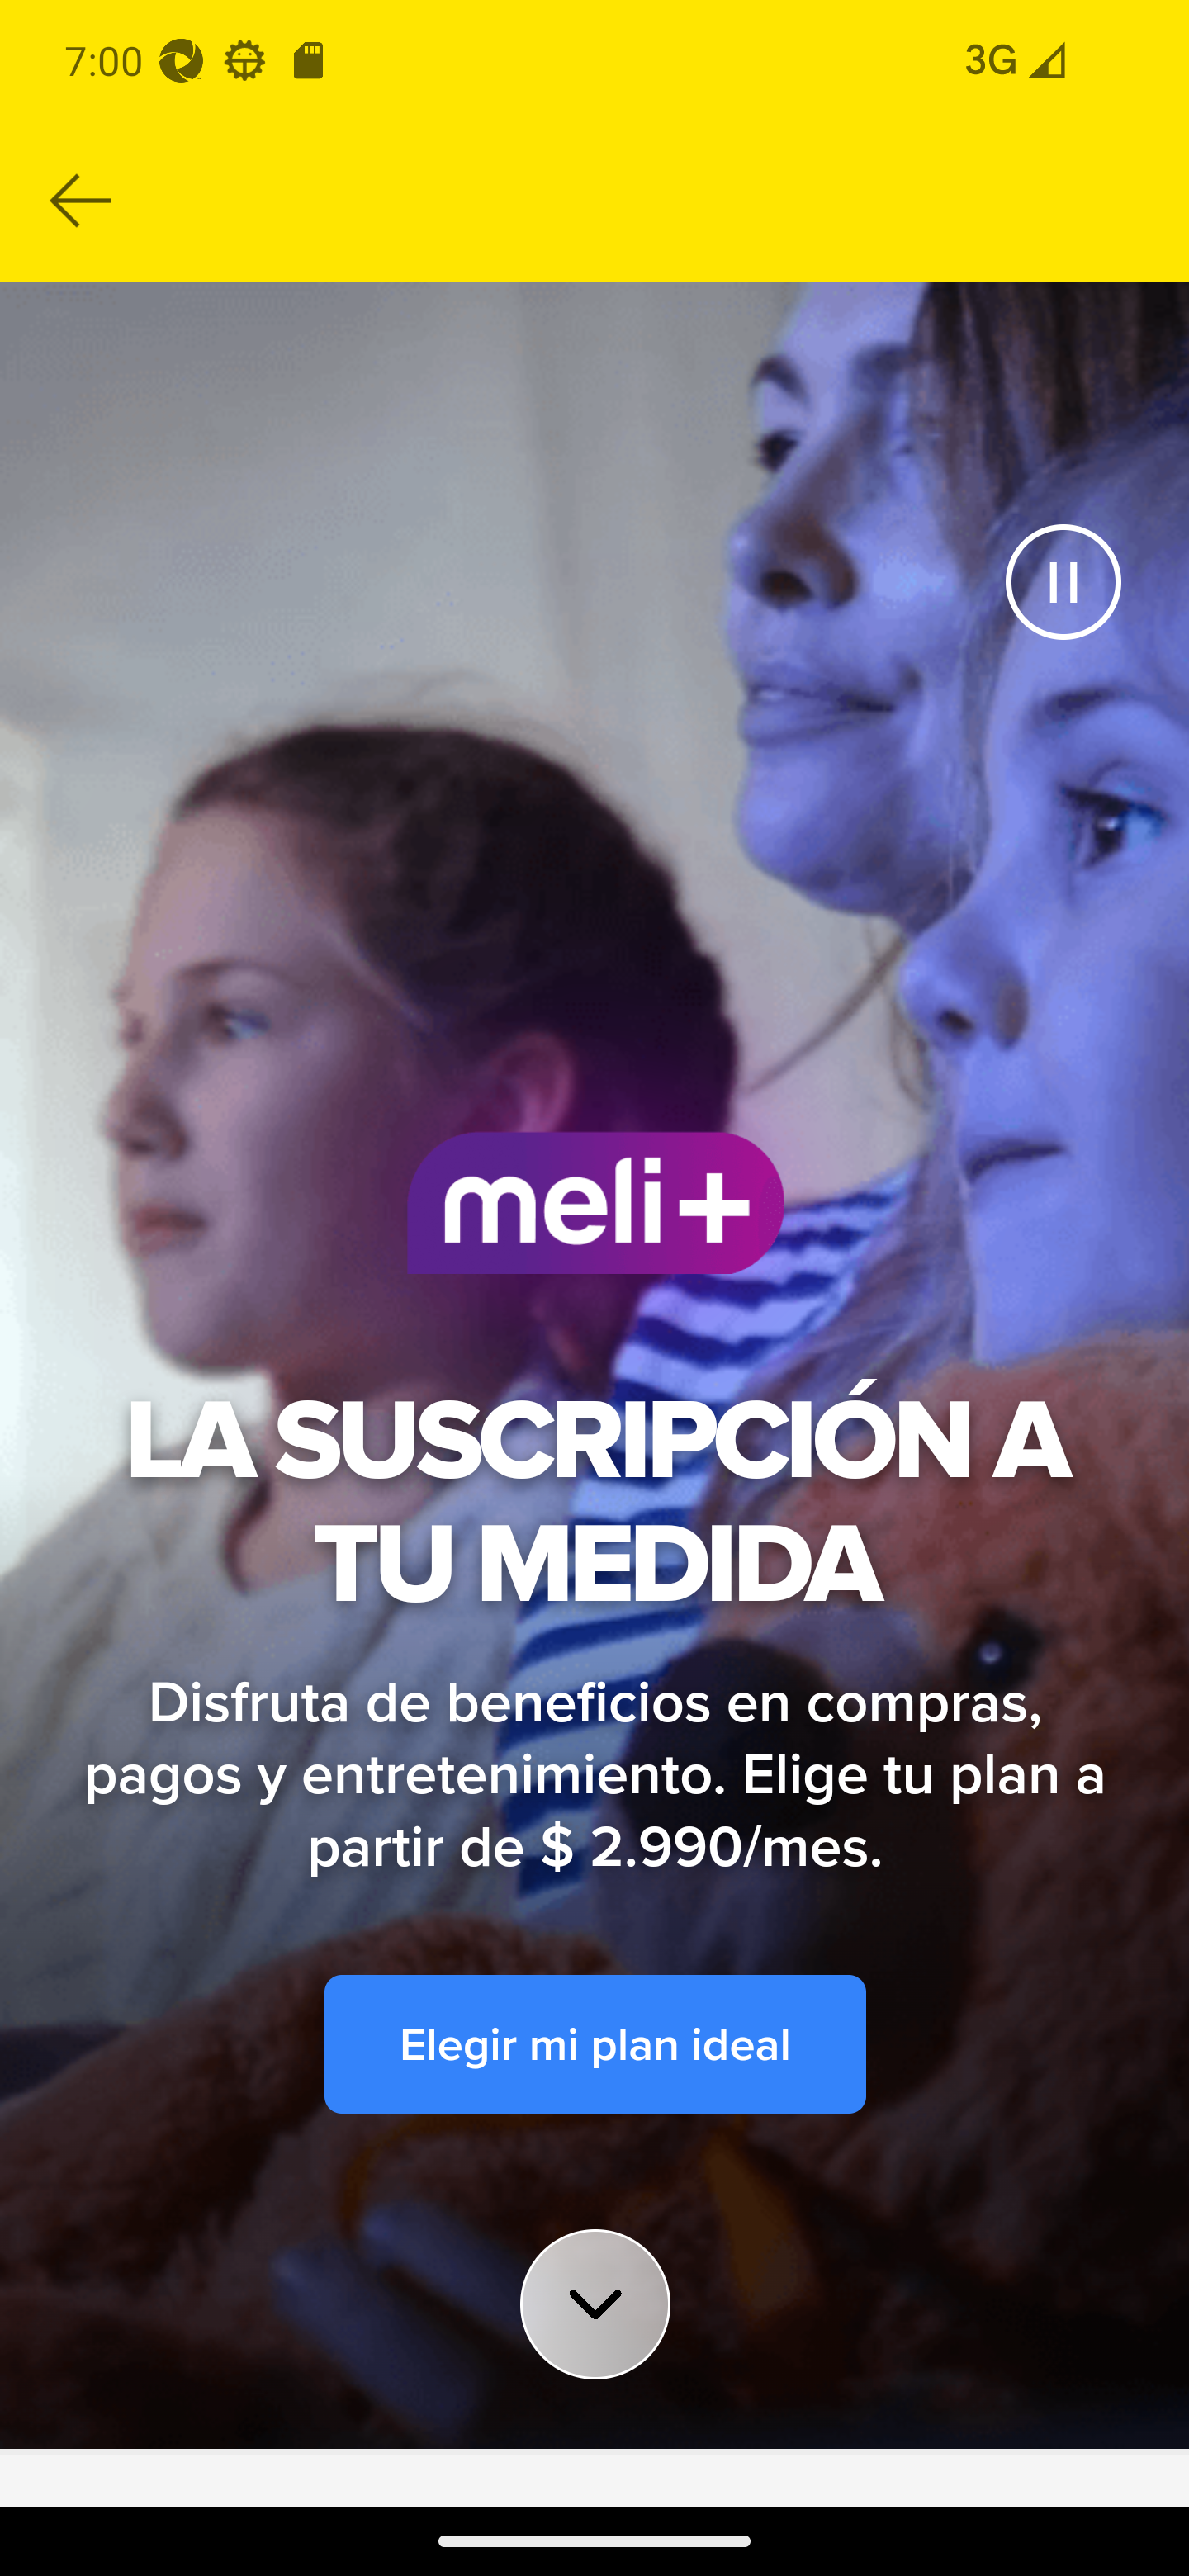 7:00
3G
meli+
LA SUSCRIPCIÓN A
TU MEDIDA
Disfruta de beneficios en compras,
pagos y entretenimiento. Elige tu plan a
partir de $ 2.990/mes.
Elegir mi plan ideal